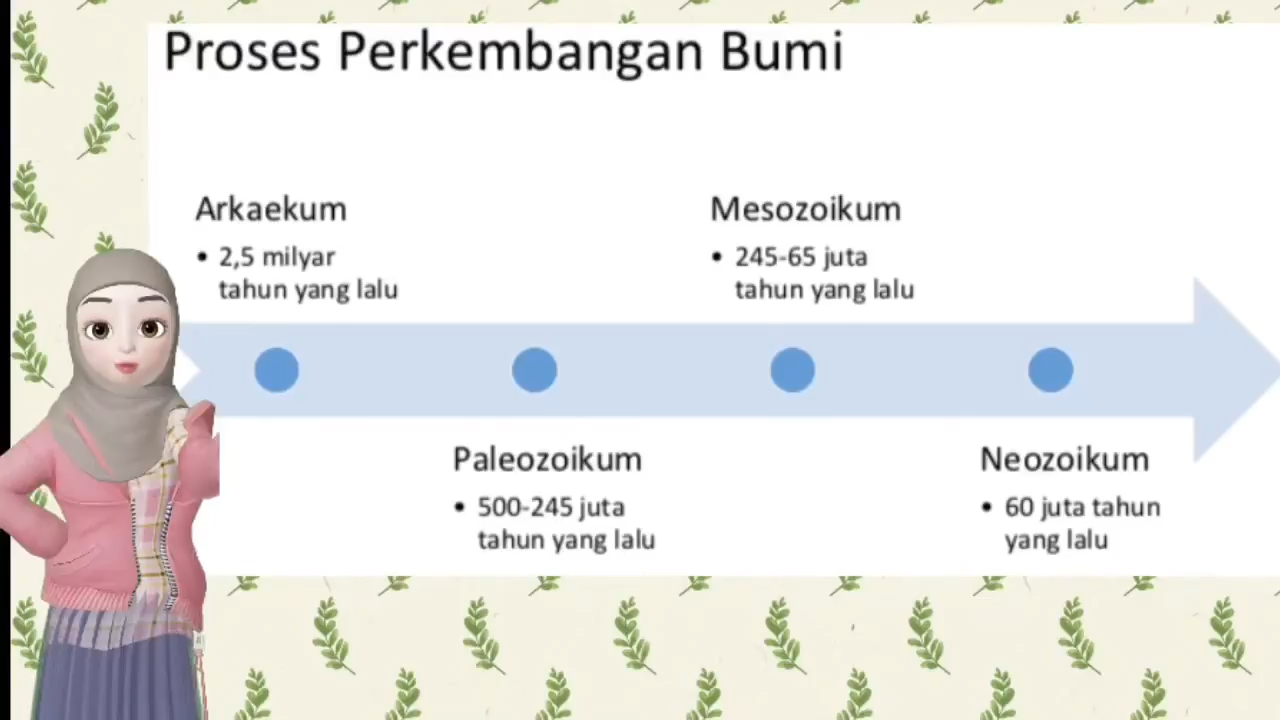 Proses Perkembangan Bumi
Arkaekum
• 2,5 milyar
tahun yang lalu
Mesozoikum
• 245-65 juta
tahun yang lalu
Paleozoikum
• 500-245 juta
tahun yang lalu
Neozoikum
• 60 juta tahun
yang lalu